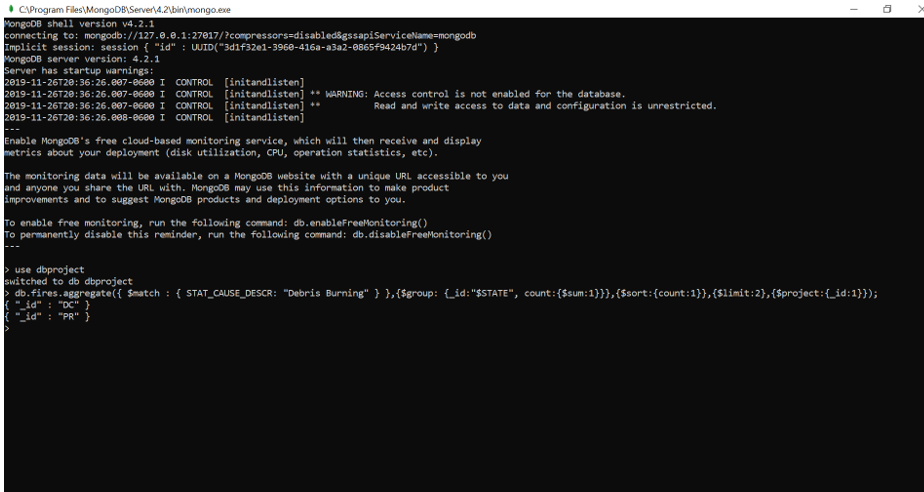 C:\Program Files\MongoDB\Server\4.2\bin\mongo.exe
MongoDB shell version v4.2.1
connecting to: mongodb://127.0.0.1:27017/?compressors=disabled&gssapiServiceName=mongodb
Implicit session: session { "id" : UUID("3d1f32e1-3960-416a-a3a2-0865f9424b7d") }
MongoDB server version: 4.2.1
Server has startup warnings:
2019-11-26T20:36:26.007-0600 I  CONTROL  [initandlisten]
2019-11-26T20:36:26.007-0600 I  CONTROL  [initandlisten] ** WARNING: Access control is not enabled for the database.
2019-11-26T20:36:26.007-0600 I  CONTROL  [initandlisten] **          Read and write access to data and configuration is unrestricted.
2019-11-26T20:36:26.008-0600 I  CONTROL  [initandlisten]
---
Enable MongoDB's free cloud-based monitoring service, which will then receive and display
metrics about your deployment (disk utilization, CPU, operation statistics, etc).
The monitoring data will be available on a MongoDB website with a unique URL accessible to you
and anyone you share the URL with. MongoDB may use this information to make product
improvements and to suggest MongoDB products and deployment options to you.
To enable free monitoring, run the following command: db.enableFreeMonitoring()
To permanently disable this reminder, run the following command: db.disableFreeMonitoring()
---
> use dbproject
switched to db dbproject
> db.fires.aggregate({ $match : { STAT_CAUSE_DESCR: "Debris Burning" } },{$group: {_id:"$STATE", count:{$sum:1}}},{$sort:{count:1}},{$limit:2},{$project:{_id:1}});
{ "_id" : "DC" }
{ "_id" : "PR" }
>